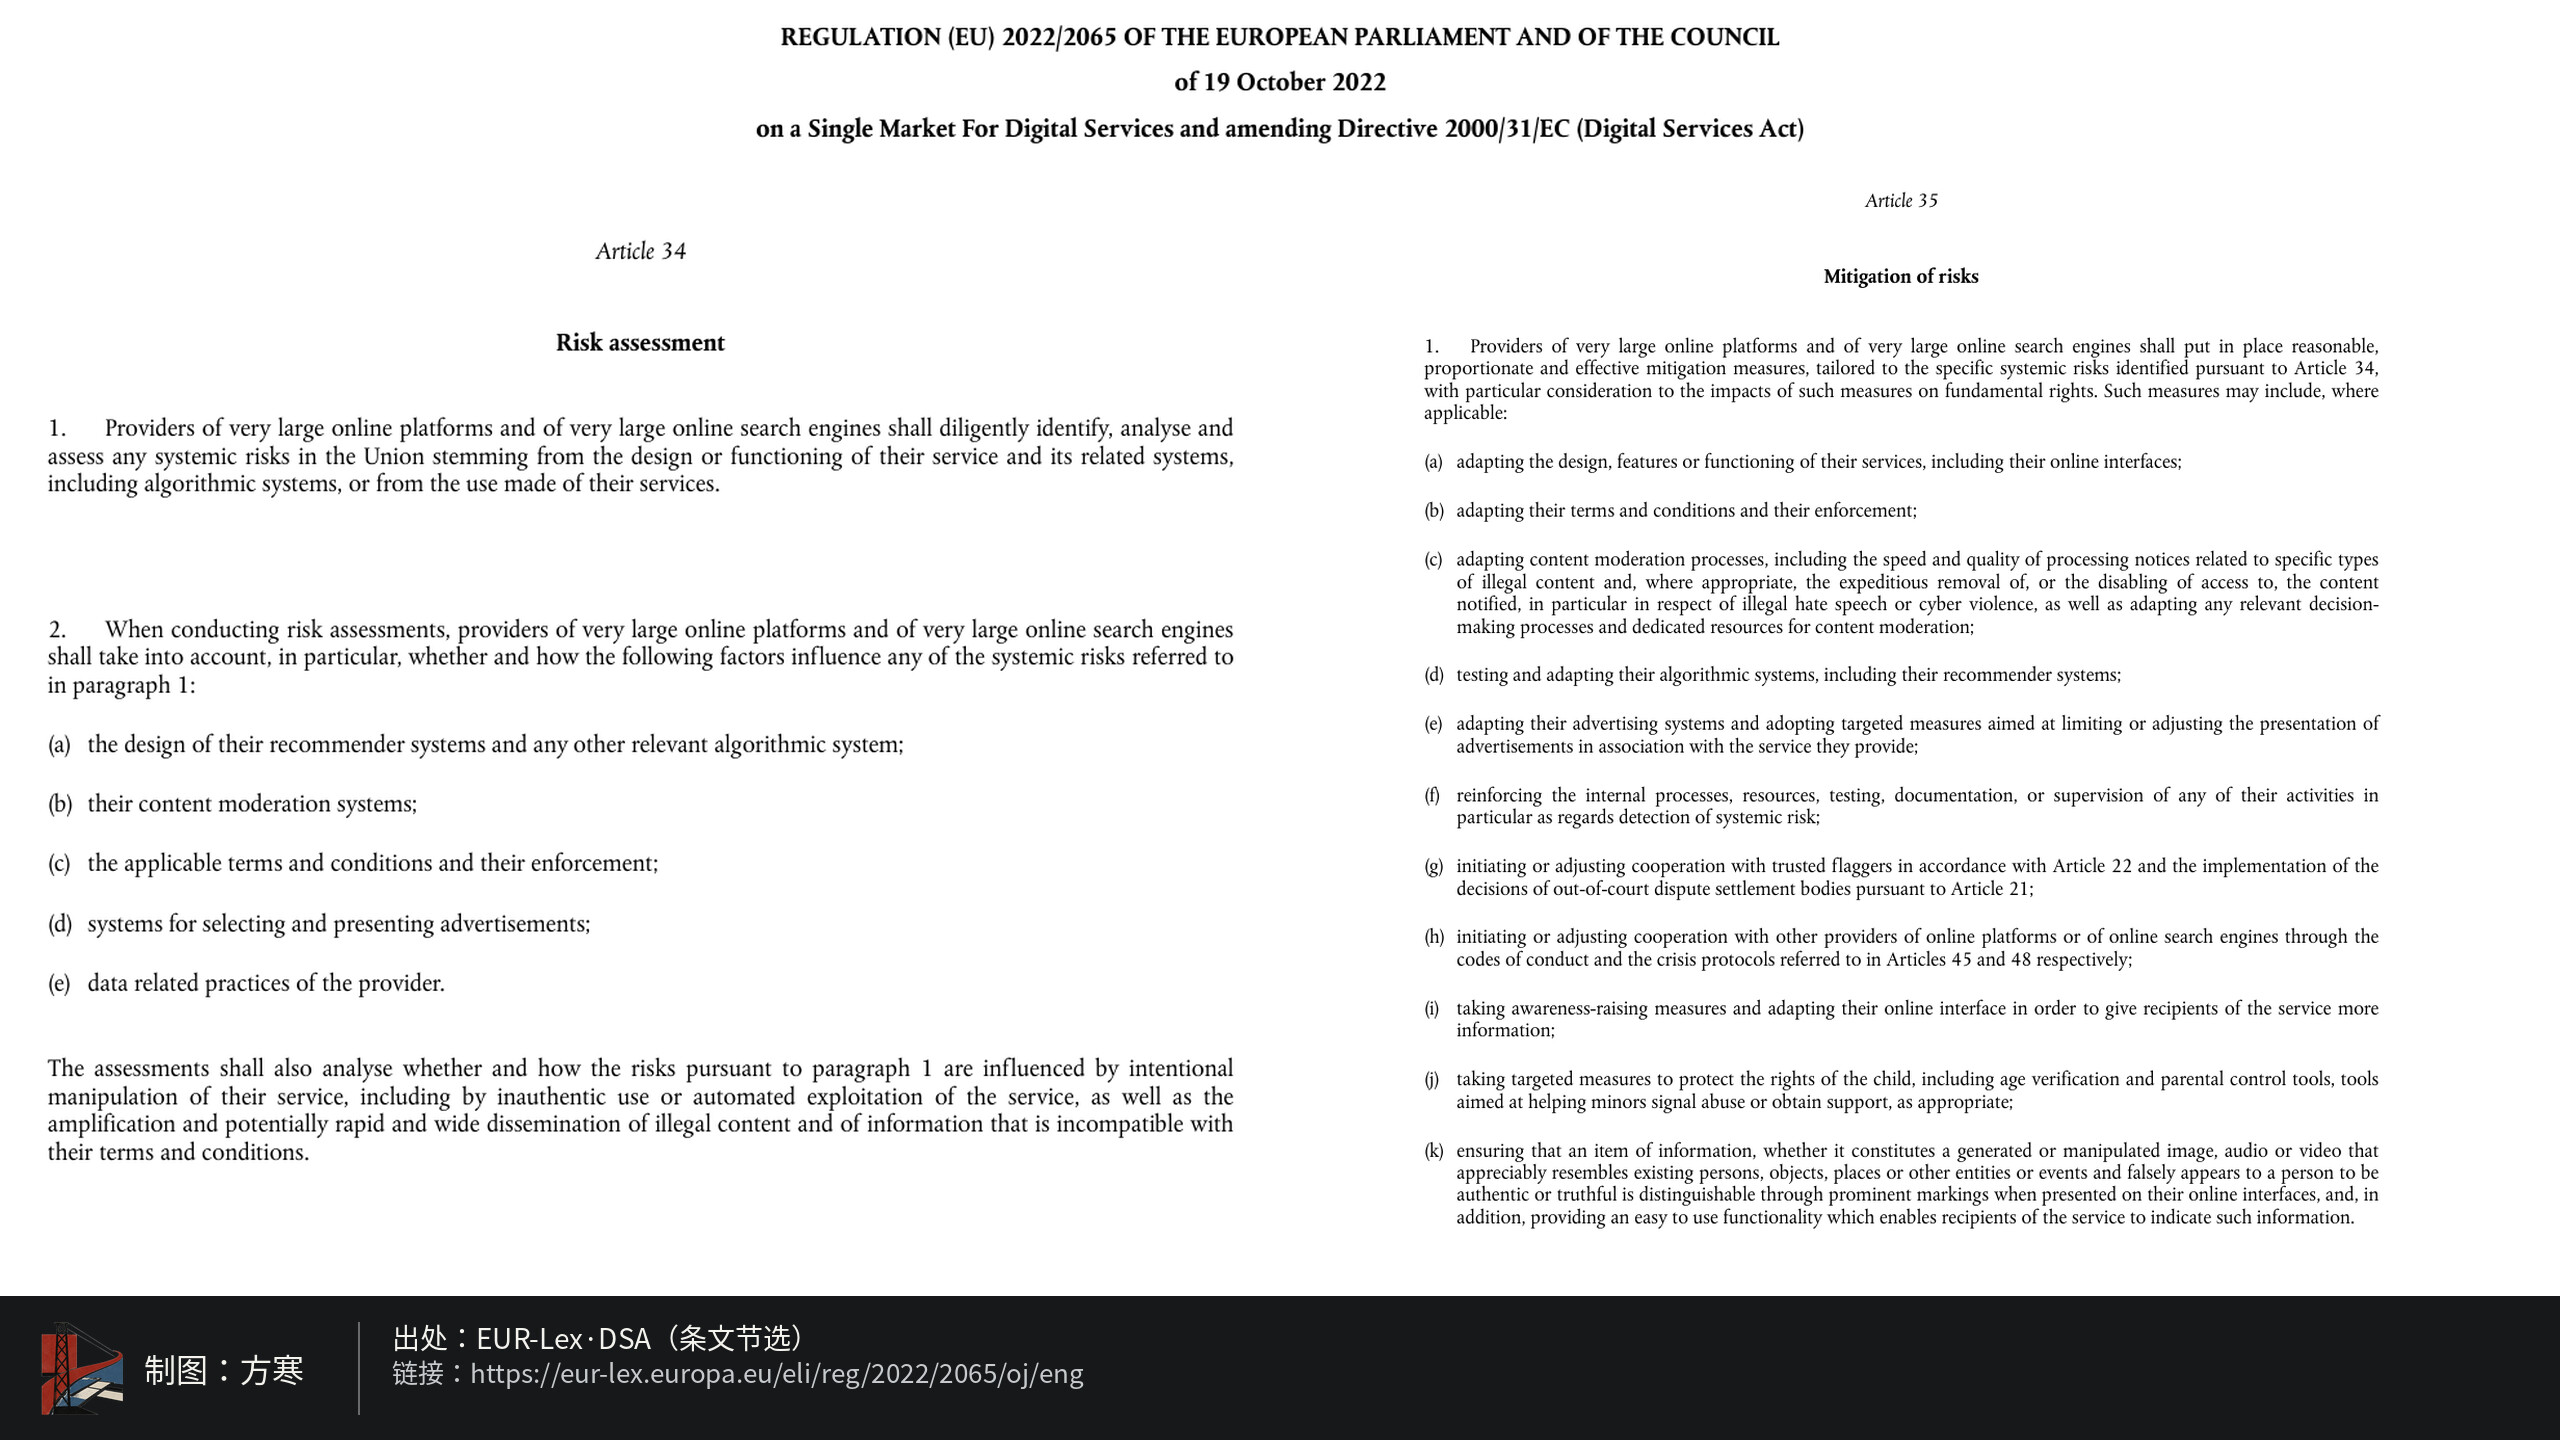 REGULATION (EU) 2022/2065 OF THE EUROPEAN PARLIAMENT AND OF THE COUNCIL
of 19 October 2022
on a Single Market For Digital Services and amending Directive 2000/31/EC (Digital Services Act)
Article 34
Risk assessment
1. Providers of very large online platforms and of very large online search engines shall diligently identify, analyse and
assess any systemic risks in the Union stemming from the design or functioning of their service and its related systems,
including algorithmic systems, or from the use made of their services.
2. When conducting risk assessments, providers of very large online platforms and of very large online search engines
shall take into account, in particular, whether and how the following factors influence any of the systemic risks referred to
in paragraph 1:
(a) the design of their recommender systems and any other relevant algorithmic system;
(b) their content moderation systems;
(c) the applicable terms and conditions and their enforcement;
(d) systems for selecting and presenting advertisements;
(e) data related practices of the provider.
The assessments shall also analyse whether and how the risks pursuant to paragraph 1 are influenced by intentional
manipulation of their service, including by inauthentic use or automated exploitation of the service, as well as the
amplification and potentially rapid and wide dissemination of illegal content and of information that is incompatible with
their terms and conditions.
Article 35
Mitigation of risks
1. Providers of very large online platforms and of very large online search engines shall put in place reasonable,
proportionate and effective mitigation measures, tailored to the specific systemic risks identified pursuant to Article 34,
with particular consideration to the impacts of such measures on fundamental rights. Such measures may include, where
applicable:
(a) adapting the design, features or functioning of their services, including their online interfaces;
(b) adapting their terms and conditions and their enforcement;
(c) adapting content moderation processes, including the speed and quality of processing notices related to specific types
of illegal content and, where appropriate, the expeditious removal of, or the disabling of access to, the content
notified, in particular in respect of illegal hate speech or cyber violence, as well as adapting any relevant decision-
making processes and dedicated resources for content moderation;
(d) testing and adapting their algorithmic systems, including their recommender systems;
(e) adapting their advertising systems and adopting targeted measures aimed at limiting or adjusting the presentation of
advertisements in association with the service they provide;
(f) reinforcing the internal processes, resources, testing, documentation, or supervision of any of their activities in
particular as regards detection of systemic risk;
(g) initiating or adjusting cooperation with trusted flaggers in accordance with Article 22 and the implementation of the
decisions of out-of-court dispute settlement bodies pursuant to Article 21;
(h) initiating or adjusting cooperation with other providers of online platforms or of online search engines through the
codes of conduct and the crisis protocols referred to in Articles 45 and 48 respectively;
(i) taking awareness-raising measures and adapting their online interface in order to give recipients of the service more
information;
(j) taking targeted measures to protect the rights of the child, including age verification and parental control tools, tools
aimed at helping minors signal abuse or obtain support, as appropriate;
(k) ensuring that an item of information, whether it constitutes a generated or manipulated image, audio or video that
appreciably resembles existing persons, objects, places or other entities or events and falsely appears to a person to be
authentic or truthful is distinguishable through prominent markings when presented on their online interfaces, and, in
addition, providing an easy to use functionality which enables recipients of the service to indicate such information.
制图：方寒
出处：EUR-Lex·DSA（条文节选）
链接：https://eur-lex.europa.eu/eli/reg/2022/2065/oj/eng